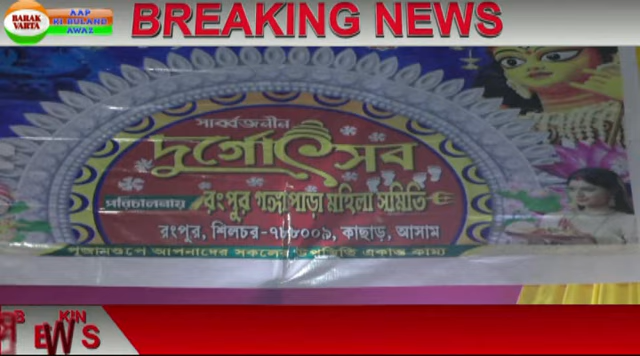 BARAK
VARTA
AAP
KI BULAND
AWAZ
BREAKING NEWS
সার্ব্বজনীন
দুর্গোৎসব
পরিচালনায়
রংপুর গঙ্গাপাড়া মহিলা সমিতি
রংপুর, শিলচর-৭৮৮০০৯, কাছাড়, আসাম
পূজামণ্ডপে আপনাদের সকলের উপস্থিতি একান্ত কাম্য
NEWS